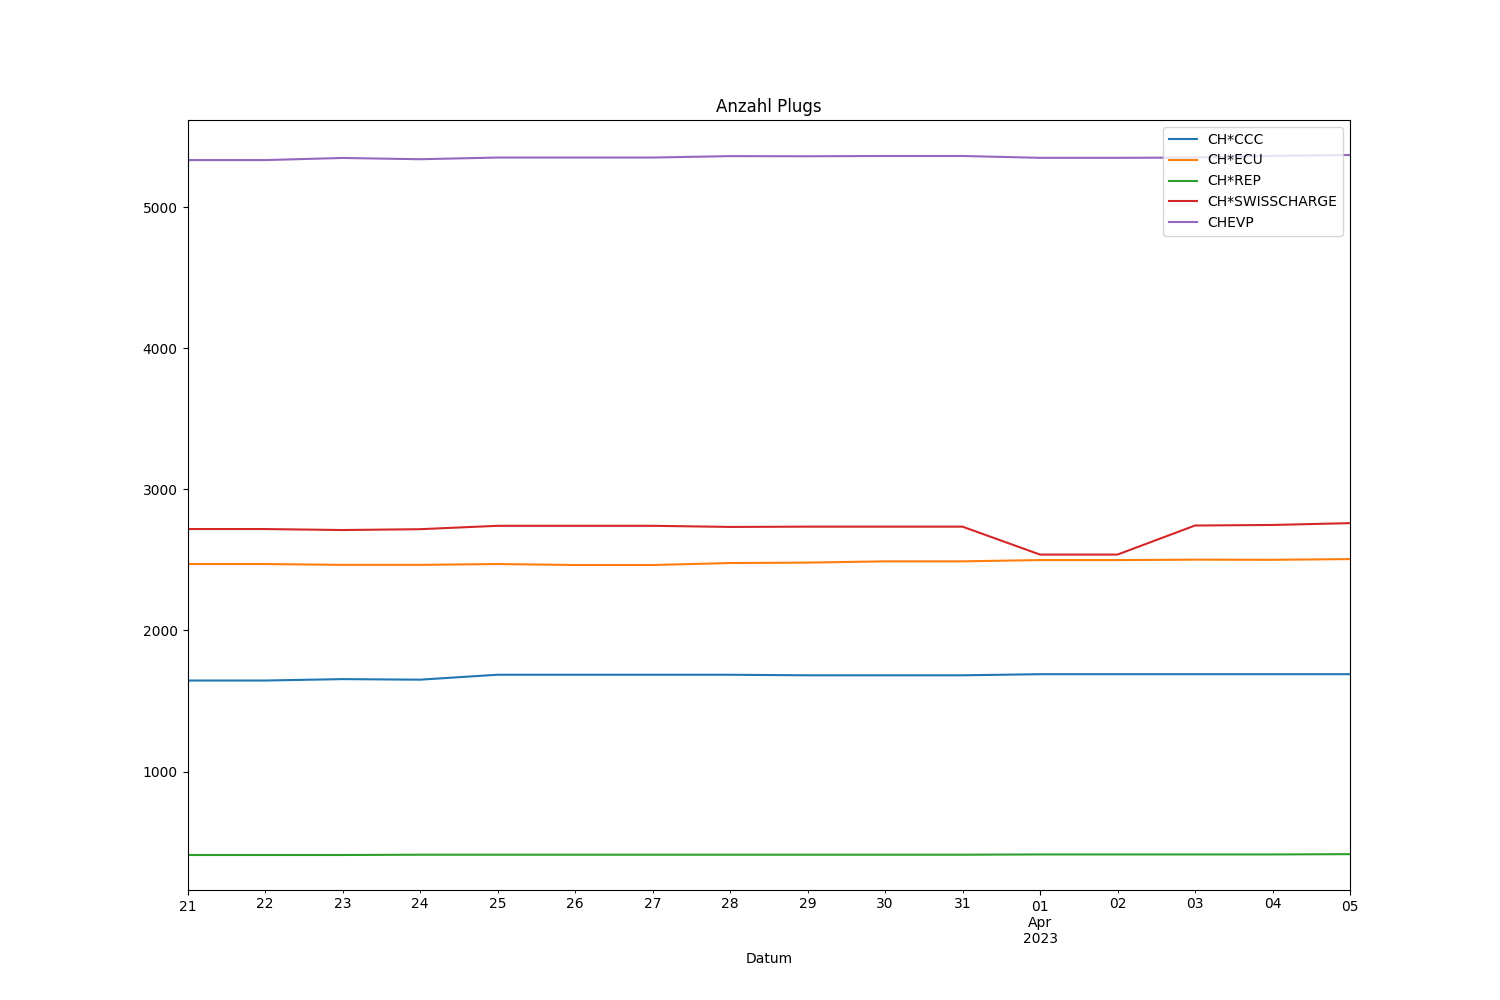 Anzahl Plugs
CH*CCC
CH*ECU
CH*REP
CH*SWISSCHARGE
CHEVP
5000
4000
3000
2000
1000
21 22 23 24 25 26 27 28 29 30 31 01 02 03 04 05
Apr
2023
Datum